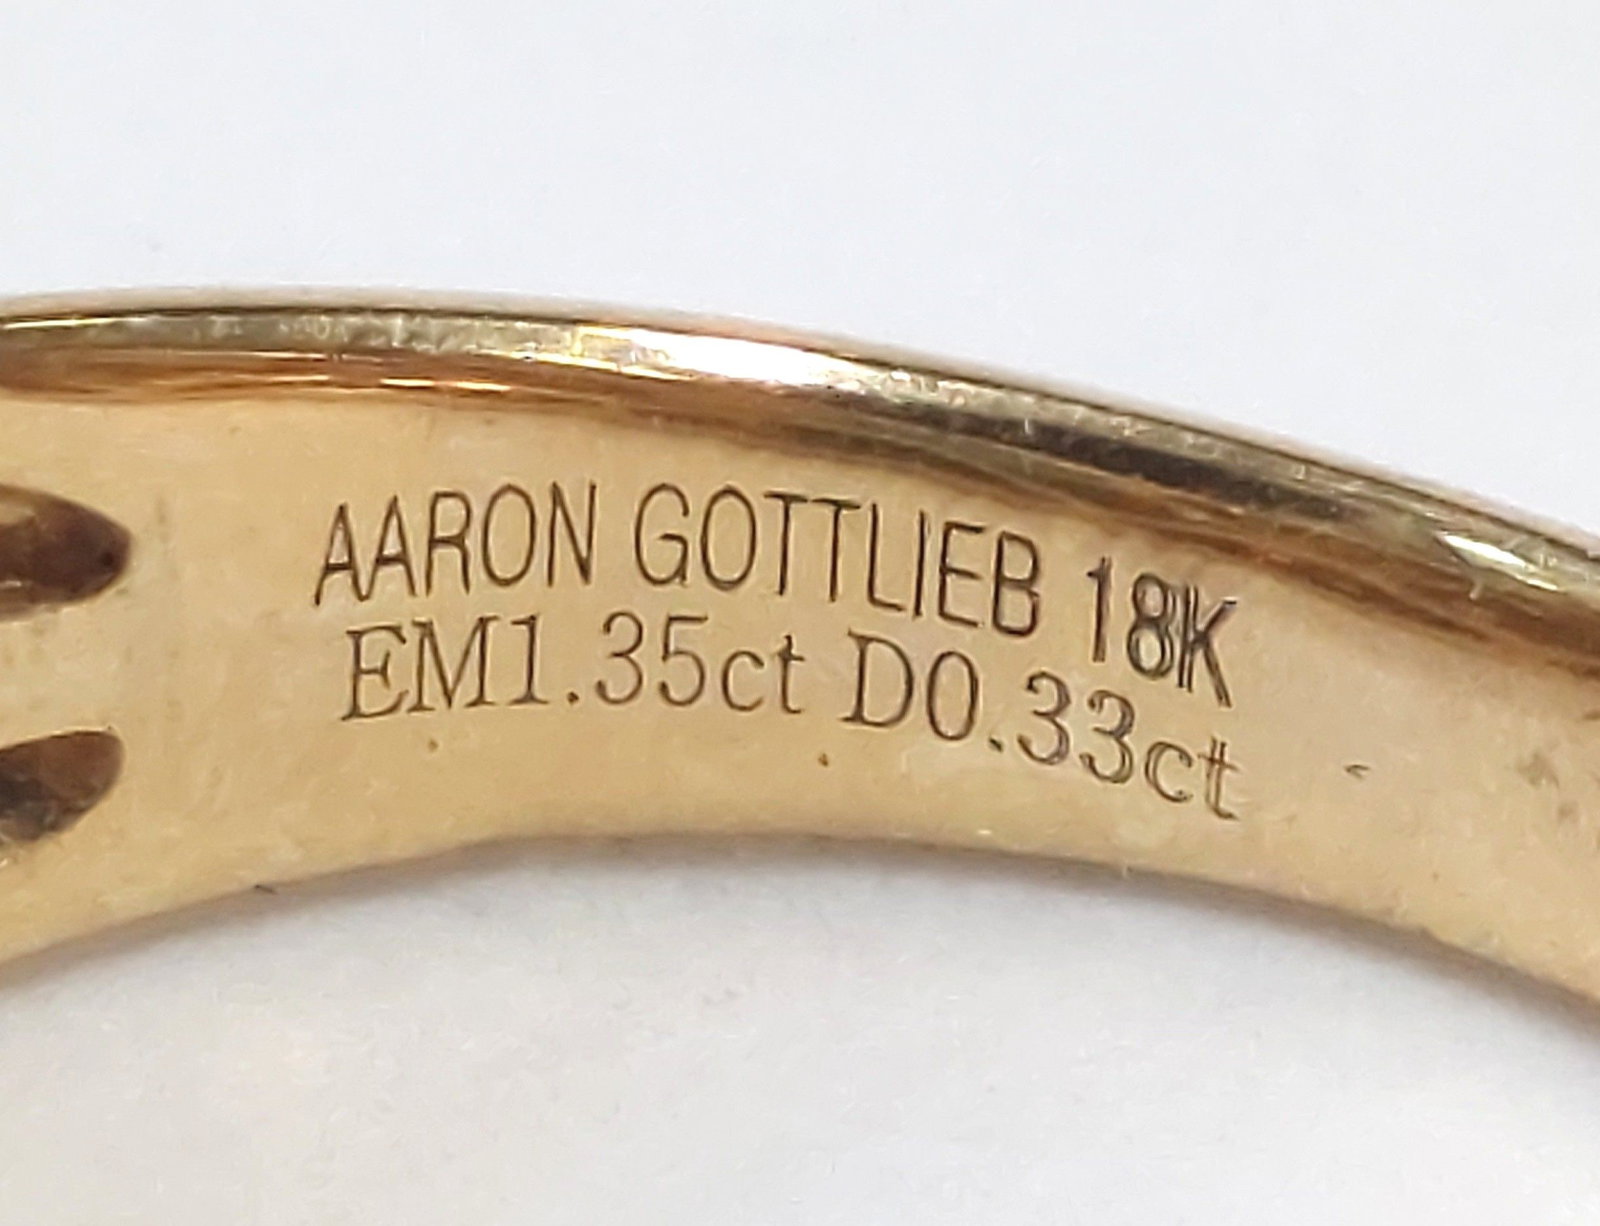 AARON GOTTLIEB 18K
EM1.35ct D0.33ct